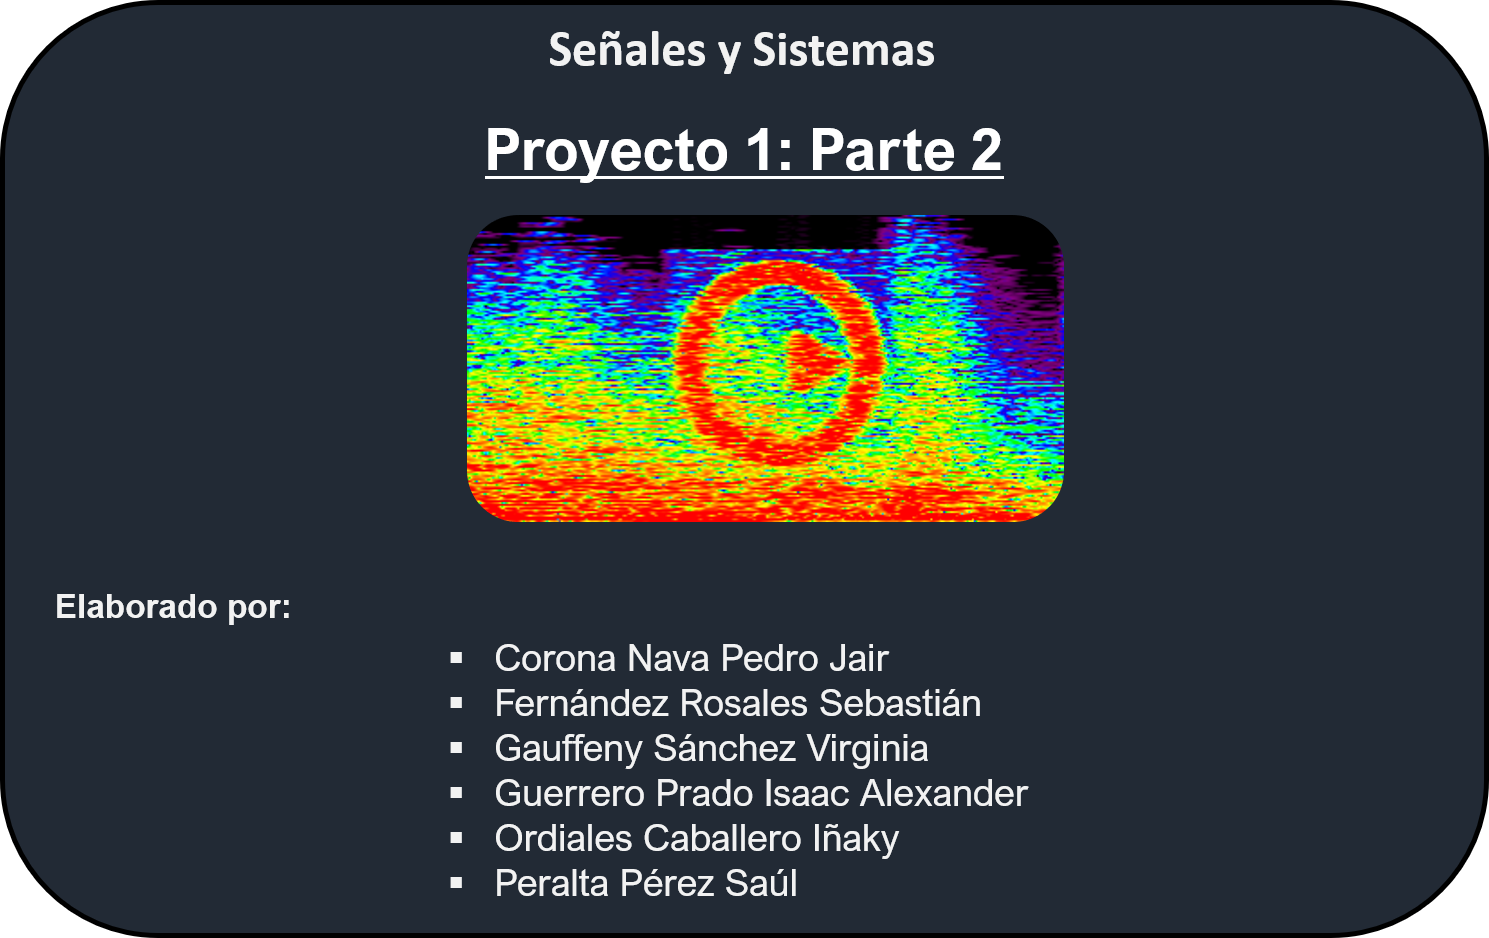 Señales y Sistemas
Proyecto 1: Parte 2
Elaborado por:
▪ Corona Nava Pedro Jair
▪ Fernández Rosales Sebastián
▪ Gauffeny Sánchez Virginia
▪ Guerrero Prado Isaac Alexander
▪ Ordiales Caballero Iñaky
▪ Peralta Pérez Saúl